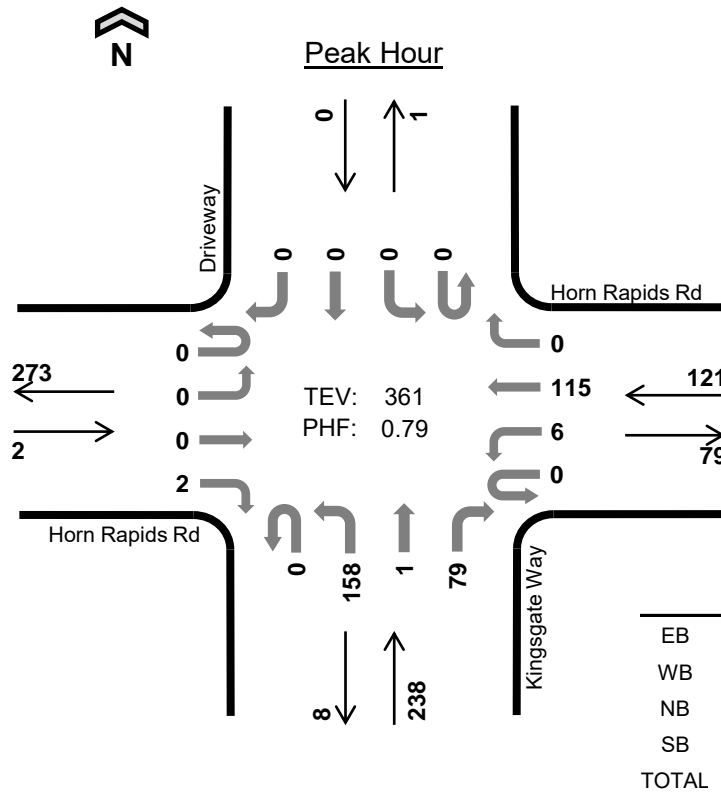 N
Peak Hour
0
1
Driveway
0
0
0
0
Horn Rapids Rd
0
0
273
0
TEV: 361
115
121
PHF: 0.79
0
6
2
79
2
0
Horn Rapids Rd
0
158
1
79
Kingsgate Way
8
238
EB
WB
NB
SB
TOTAL